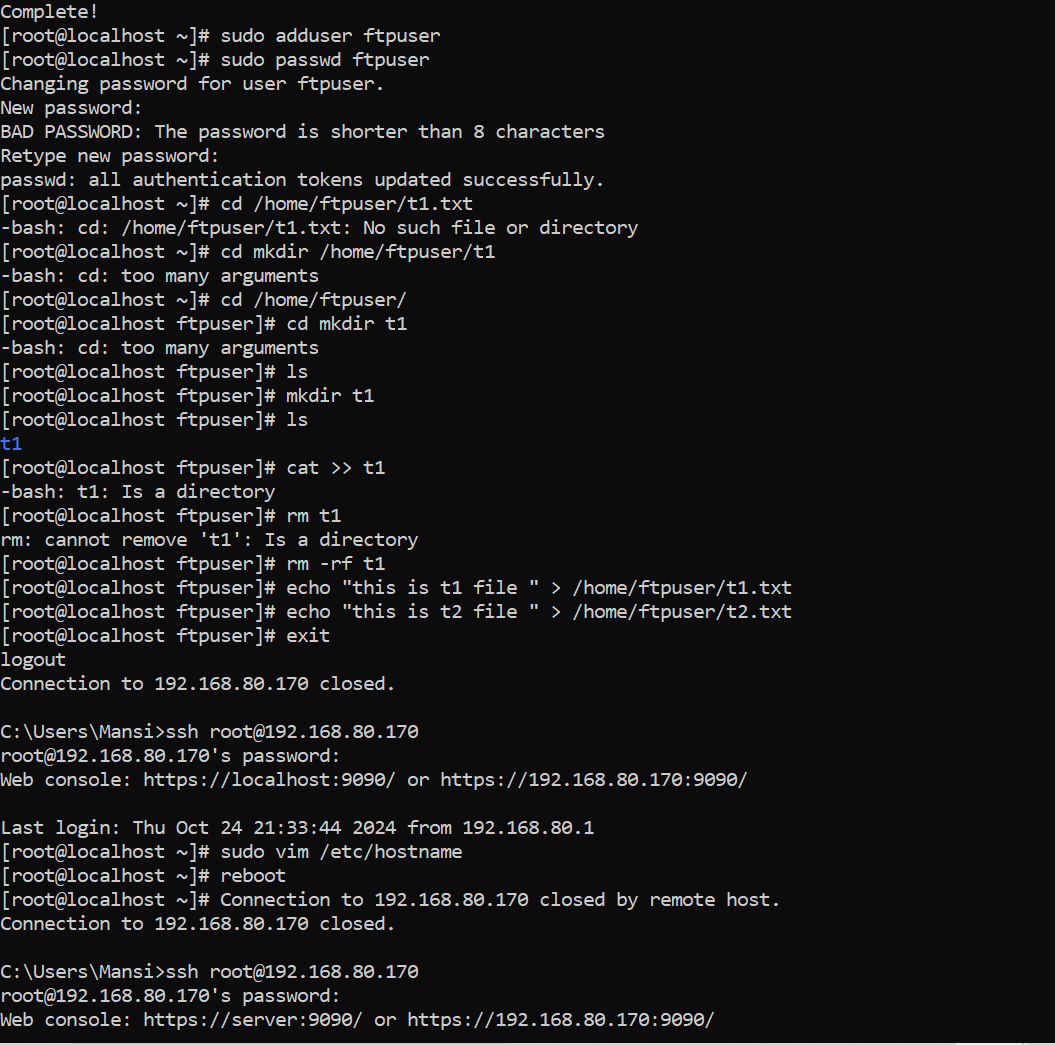 Complete!
[root@localhost ~]# sudo adduser ftpuser
[root@localhost ~]# sudo passwd ftpuser
Changing password for user ftpuser.
New password:
BAD PASSWORD: The password is shorter than 8 characters
Retype new password:
passwd: all authentication tokens updated successfully.
[root@localhost ~]# cd /home/ftpuser/t1.txt
-bash: cd: /home/ftpuser/t1.txt: No such file or directory
[root@localhost ~]# cd mkdir /home/ftpuser/t1
-bash: cd: too many arguments
[root@localhost ~]# cd /home/ftpuser/
[root@localhost ftpuser]# cd mkdir t1
-bash: cd: too many arguments
[root@localhost ftpuser]# ls
[root@localhost ftpuser]# mkdir t1
[root@localhost ftpuser]# ls
t1
[root@localhost ftpuser]# cat >> t1
-bash: t1: Is a directory
[root@localhost ftpuser]# rm t1
rm: cannot remove 't1': Is a directory
[root@localhost ftpuser]# rm -rf t1
[root@localhost ftpuser]# echo "this is t1 file " > /home/ftpuser/t1.txt
[root@localhost ftpuser]# echo "this is t2 file " > /home/ftpuser/t2.txt
[root@localhost ftpuser]# exit
logout
Connection to 192.168.80.170 closed.
C:\Users\Mansi>ssh root@192.168.80.170
root@192.168.80.170's password:
Web console: https://localhost:9090/ or https://192.168.80.170:9090/
Last login: Thu Oct 24 21:33:44 2024 from 192.168.80.1
[root@localhost ~]# sudo vim /etc/hostname
[root@localhost ~]# reboot
[root@localhost ~]# Connection to 192.168.80.170 closed by remote host.
Connection to 192.168.80.170 closed.
C:\Users\Mansi>ssh root@192.168.80.170
root@192.168.80.170's password:
Web console: https://server:9090/ or https://192.168.80.170:9090/